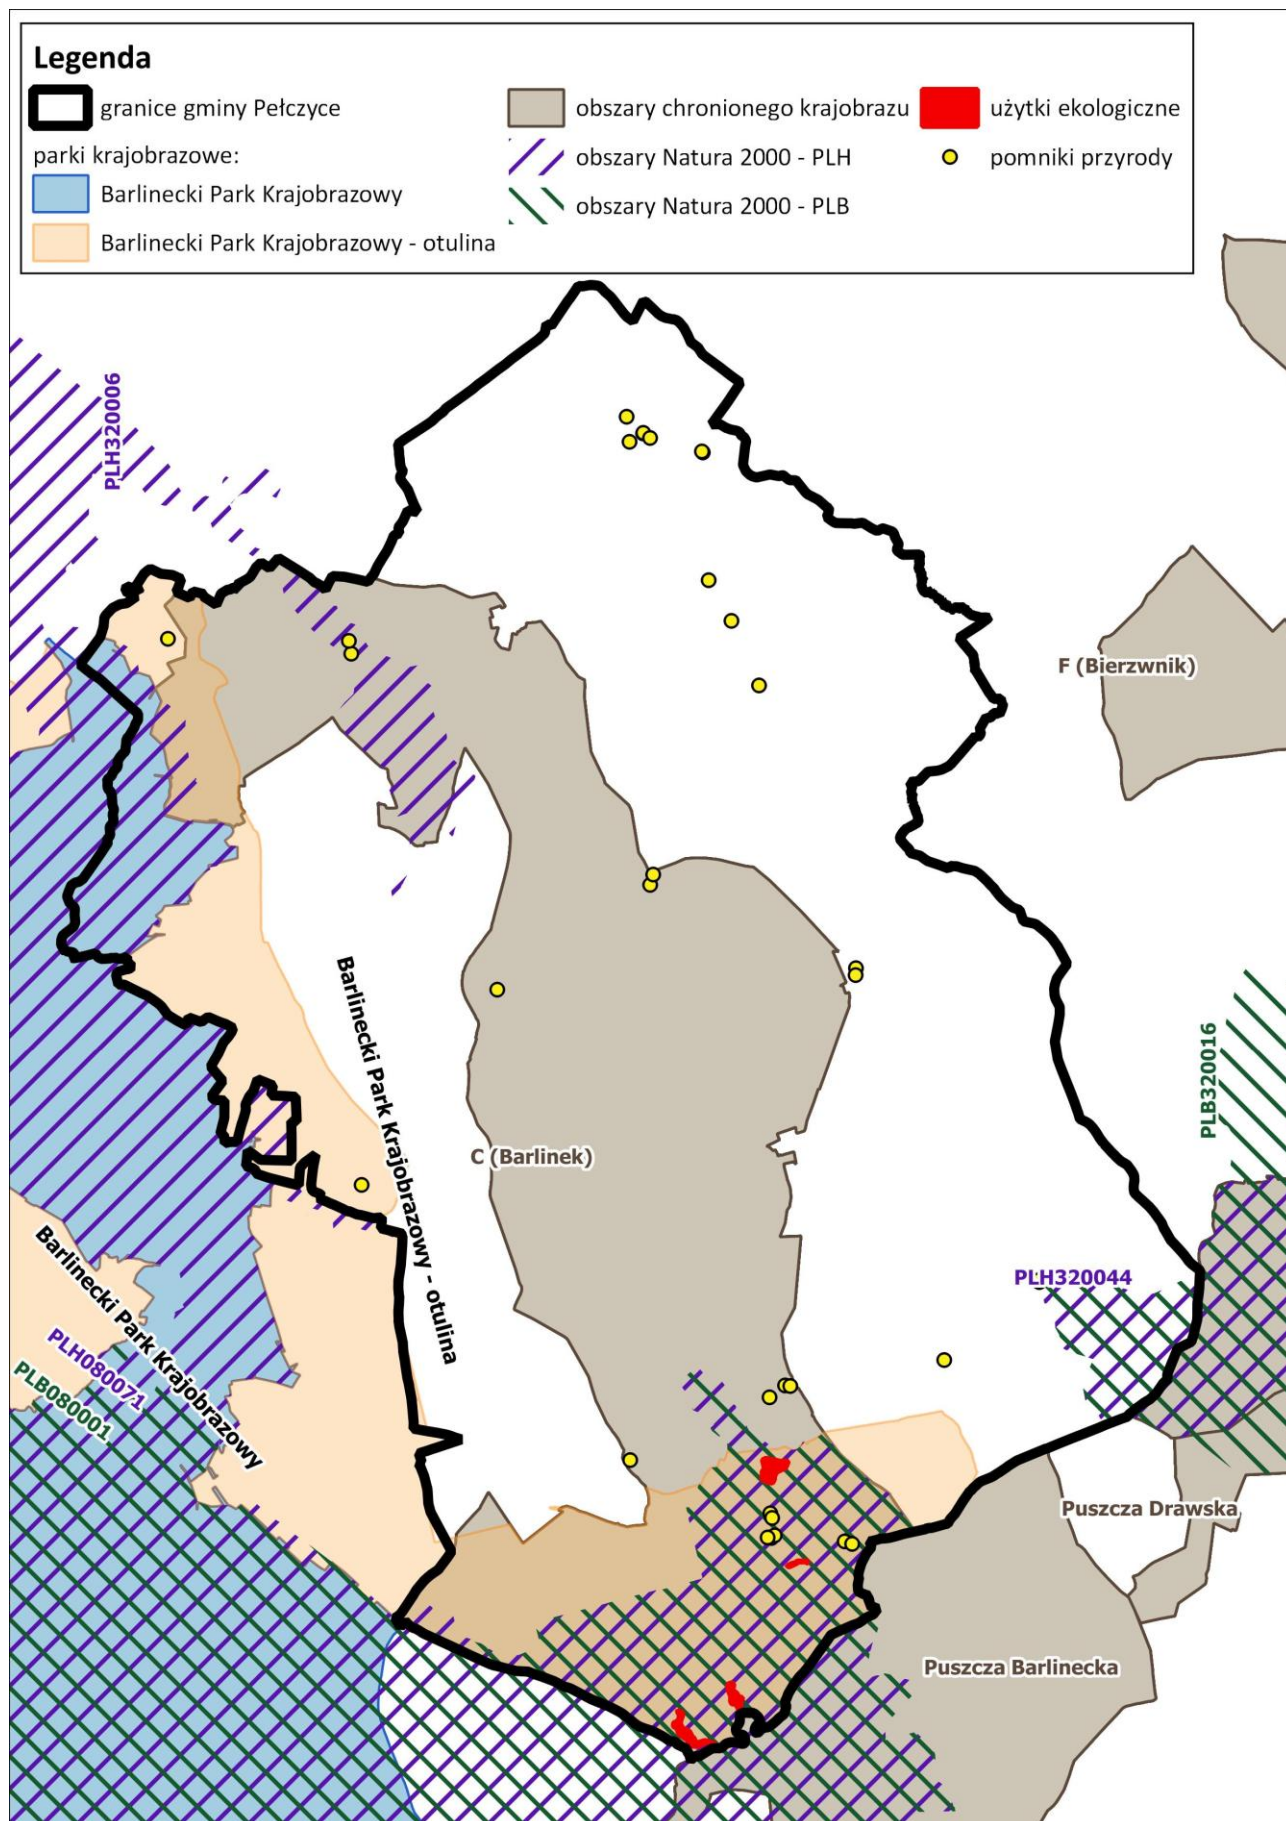 Legenda
granice gminy Pełczyce
parki krajobrazowe:
Barlinecki Park Krajobrazowy
Barlinecki Park Krajobrazowy - otulina
obszary chronionego krajobrazu
obszary Natura 2000 - PLH
obszary Natura 2000 - PLB
użytki ekologiczne
pomniki przyrody
PLH320006
F (Bierzwnik)
Barlinecki Park Krajobrazowy - otulina
PLB320016
C (Barlinek)
PLH320044
Barlinecki Park Krajobrazowy
PLH080071
PLB080001
Puszcza Drawska
Puszcza Barlinecka